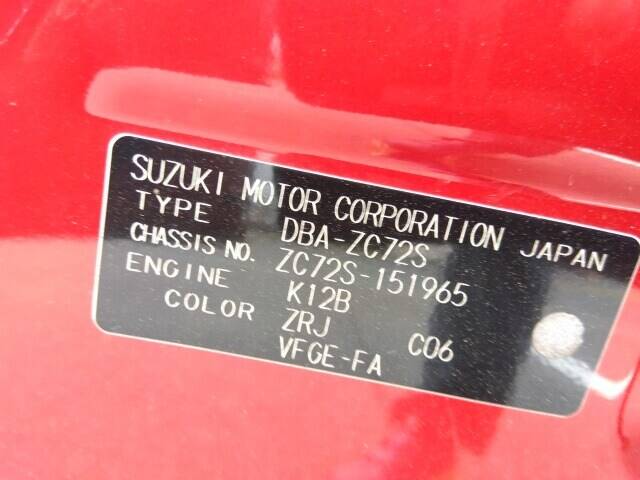 SUZUKI MOTOR CORPORATION JAPAN
TYPE DBA-ZC72S
CHASSIS NO. ZC72S-151965
ENGINE K12B
COLOR ZRJ C06
VFGE-FA